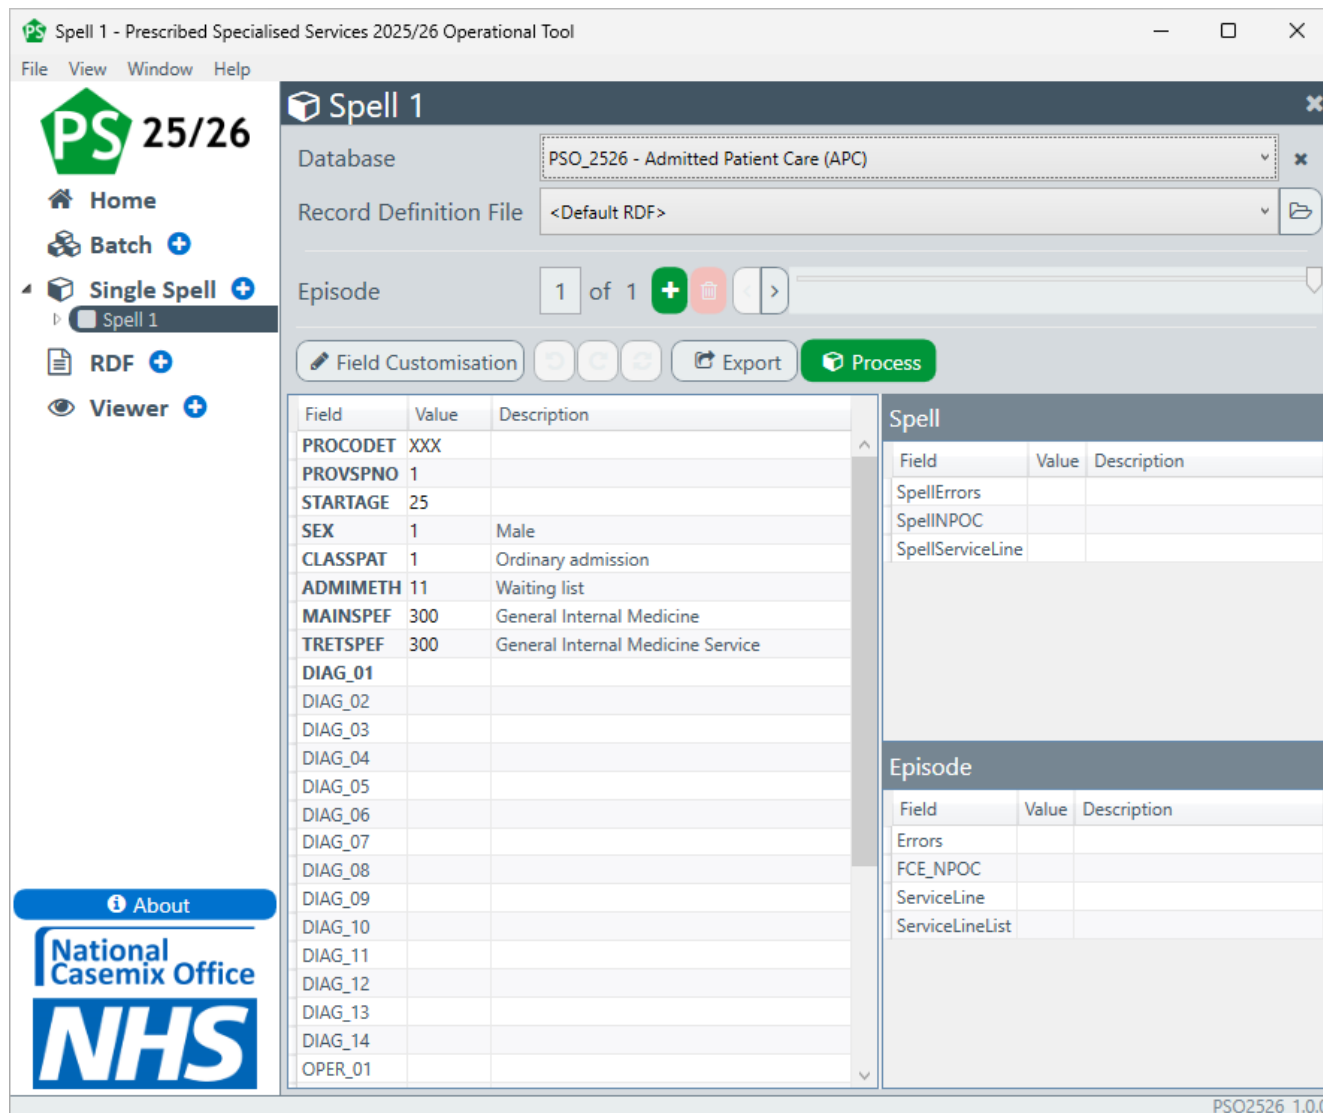 Spell 1 - Prescribed Specialised Services 2025/26 Operational Tool
File View Window Help
PS 25/26
Home
Batch
Single Spell
Spell 1
RDF
Viewer
About
National
Casemix Office
NHS
Spell 1
Database PSO_2526 - Admitted Patient Care (APC)
Record Definition File <Default RDF>
Episode 1 of 1
Field Customisation Export Process
Field Value Description
PROCODET XXX
PROVSPNO 1
STARTAGE 25
SEX 1 Male
CLASSPAT 1 Ordinary admission
ADMIMETH 11 Waiting list
MAINSPEF 300 General Internal Medicine
TRETSPEF 300 General Internal Medicine Service
DIAG_01
DIAG_02
DIAG_03
DIAG_04
DIAG_05
DIAG_06
DIAG_07
DIAG_08
DIAG_09
DIAG_10
DIAG_11
DIAG_12
DIAG_13
DIAG_14
OPER_01
Spell
Field Value Description
SpellErrors
SpellNPOC
SpellServiceLine
Episode
Field Value Description
Errors
FCE_NPOC
ServiceLine
ServiceLineList
PSO2526 1.0.0